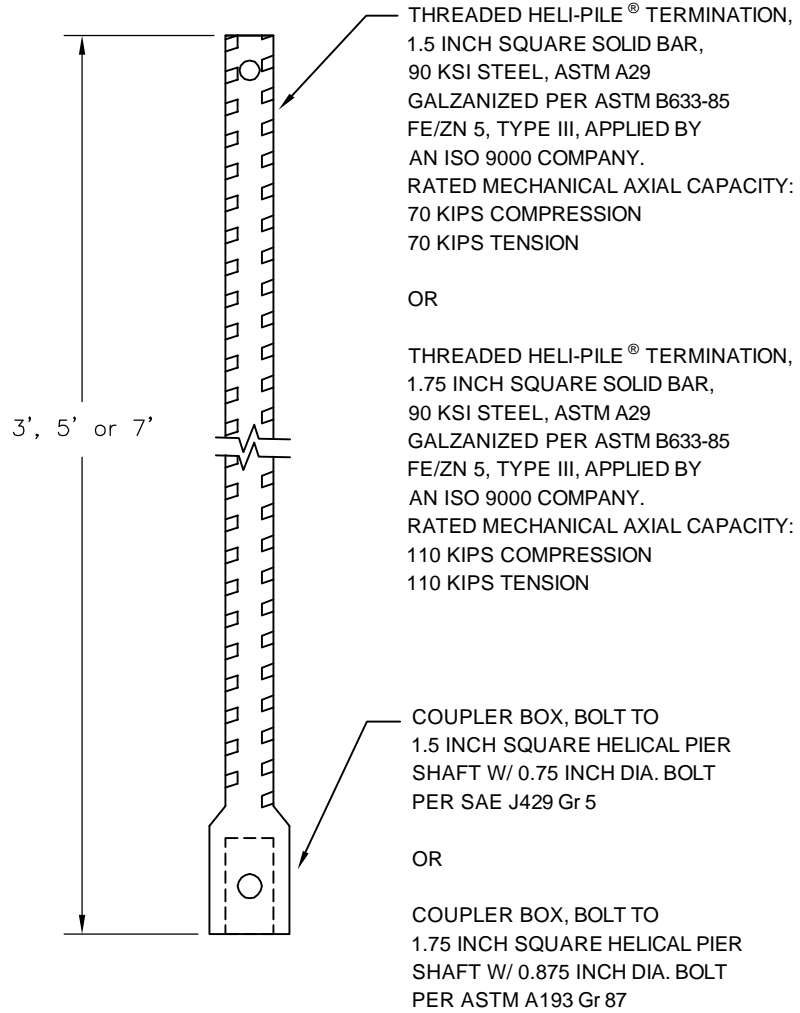 THREADED HELI-PILE ® TERMINATION,
1.5 INCH SQUARE SOLID BAR,
90 KSI STEEL, ASTM A29
GALZANIZED PER ASTM B633-85
FE/ZN 5, TYPE III, APPLIED BY
AN ISO 9000 COMPANY.
RATED MECHANICAL AXIAL CAPACITY:
70 KIPS COMPRESSION
70 KIPS TENSION
OR
THREADED HELI-PILE ® TERMINATION,
1.75 INCH SQUARE SOLID BAR,
90 KSI STEEL, ASTM A29
GALZANIZED PER ASTM B633-85
FE/ZN 5, TYPE III, APPLIED BY
AN ISO 9000 COMPANY.
RATED MECHANICAL AXIAL CAPACITY:
110 KIPS COMPRESSION
110 KIPS TENSION
3', 5' or 7'
COUPLER BOX, BOLT TO
1.5 INCH SQUARE HELICAL PIER
SHAFT W/ 0.75 INCH DIA. BOLT
PER SAE J429 Gr 5
OR
COUPLER BOX, BOLT TO
1.75 INCH SQUARE HELICAL PIER
SHAFT W/ 0.875 INCH DIA. BOLT
PER ASTM A193 Gr 87